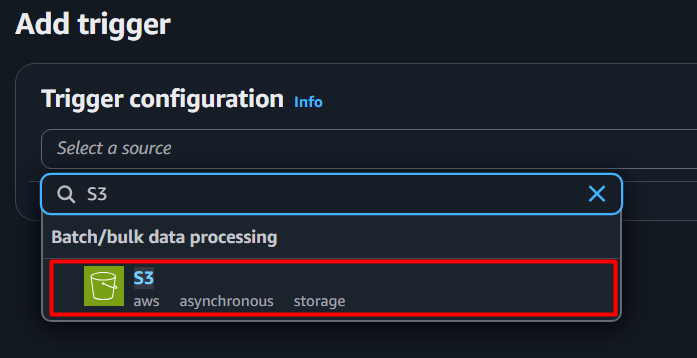 Add trigger
Trigger configuration Info
Select a source
S3
Batch/bulk data processing
S3
aws asynchronous storage